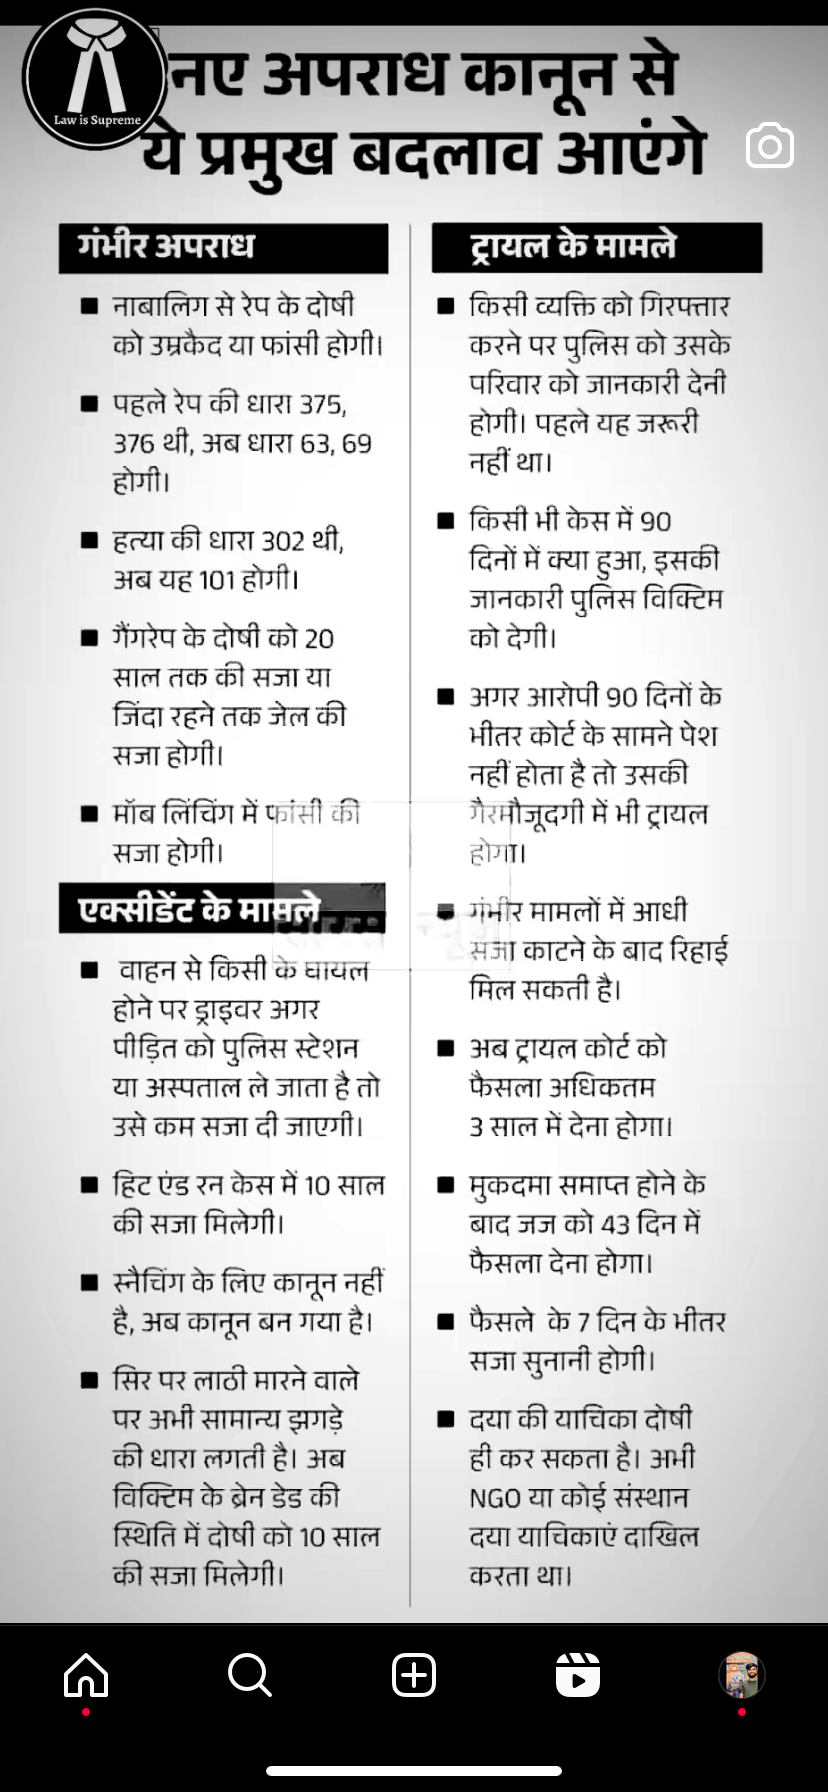 Law is Supreme
नए अपराध कानून से
ये प्रमुख बदलाव आएंगे
गंभीर अपराध
■ नाबालिग से रेप के दोषी
को उम्रकैद या फांसी होगी।
■ पहले रेप की धारा 375,
376 थी, अब धारा 63, 69
होगी।
■ हत्या की धारा 302 थी,
अब यह 101 होगी।
■ गैंगरेप के दोषी को 20
साल तक की सजा या
जिंदा रहने तक जेल की
सजा होगी।
■ मॉब लिंचिंग में फांसी की
सजा होगी।
एक्सीडेंट के मामले
■ वाहन से किसी के घायल
होने पर ड्राइवर अगर
पीड़ित को पुलिस स्टेशन
या अस्पताल ले जाता है तो
उसे कम सजा दी जाएगी।
■ हिट एंड रन केस में 10 साल
की सजा मिलेगी।
■ स्नैचिंग के लिए कानून नहीं
है, अब कानून बन गया है।
■ सिर पर लाठी मारने वाले
पर अभी सामान्य झगड़े
की धारा लगती है। अब
विक्टिम के ब्रेन डेड की
स्थिति में दोषी को 10 साल
की सजा मिलेगी।
ट्रायल के मामले
■ किसी व्यक्ति को गिरफ्तार
करने पर पुलिस को उसके
परिवार को जानकारी देनी
होगी। पहले यह जरूरी
नहीं था।
■ किसी भी केस में 90
दिनों में क्या हुआ, इसकी
जानकारी पुलिस विक्टिम
को देगी।
■ अगर आरोपी 90 दिनों के
भीतर कोर्ट के सामने पेश
नहीं होता है तो उसकी
गैरमौजूदगी में भी ट्रायल
होगा।
■ गंभीर मामलों में आधी
सजा काटने के बाद रिहाई
मिल सकती है।
■ अब ट्रायल कोर्ट को
फैसला अधिकतम
3 साल में देना होगा।
■ मुकदमा समाप्त होने के
बाद जज को 43 दिन में
फैसला देना होगा।
■ फैसले के 7 दिन के भीतर
सजा सुनानी होगी।
■ दया की याचिका दोषी
ही कर सकता है। अभी
NGO या कोई संस्थान
दया याचिकाएं दाखिल
करता था।